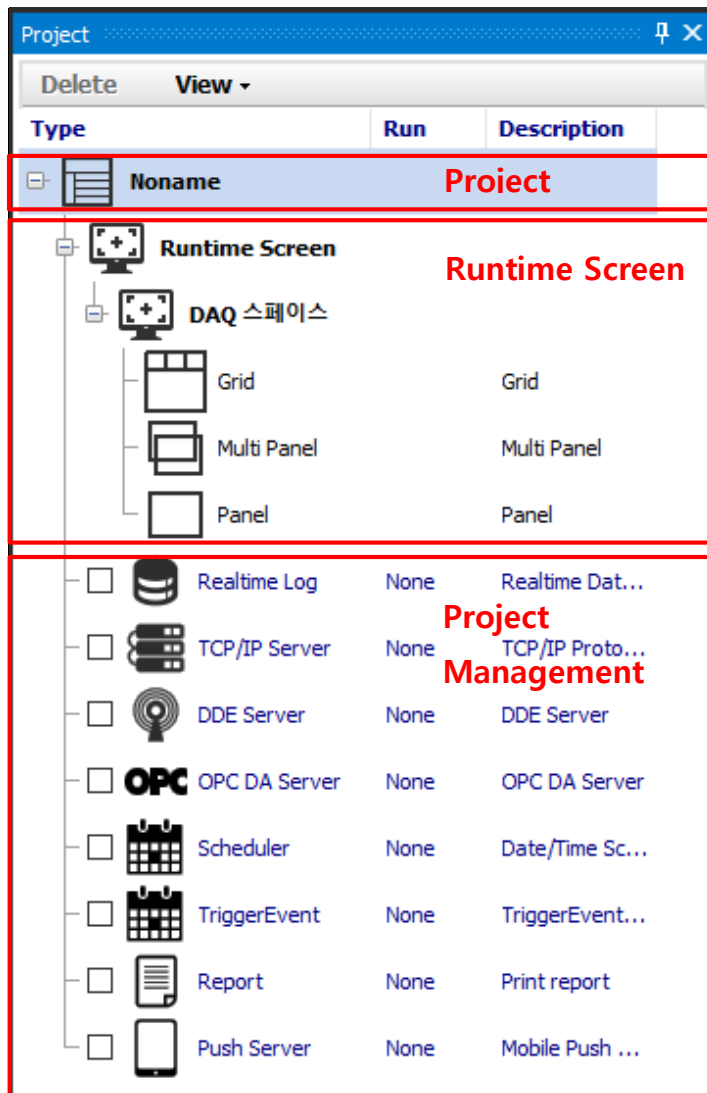 Project
Delete View
Type Run Description
Noname Project
Runtime Screen
Runtime Screen
DAQ 스페이스
Grid Grid
Multi Panel Multi Panel
Panel Panel
Realtime Log None Realtime Dat...
Project
TCP/IP Server None TCP/IP Proto...
Management
DDE Server None DDE Server
OPC OPC DA Server None OPC DA Server
Scheduler None Date/Time Sc...
TriggerEvent None TriggerEvent...
Report None Print report
Push Server None Mobile Push ...